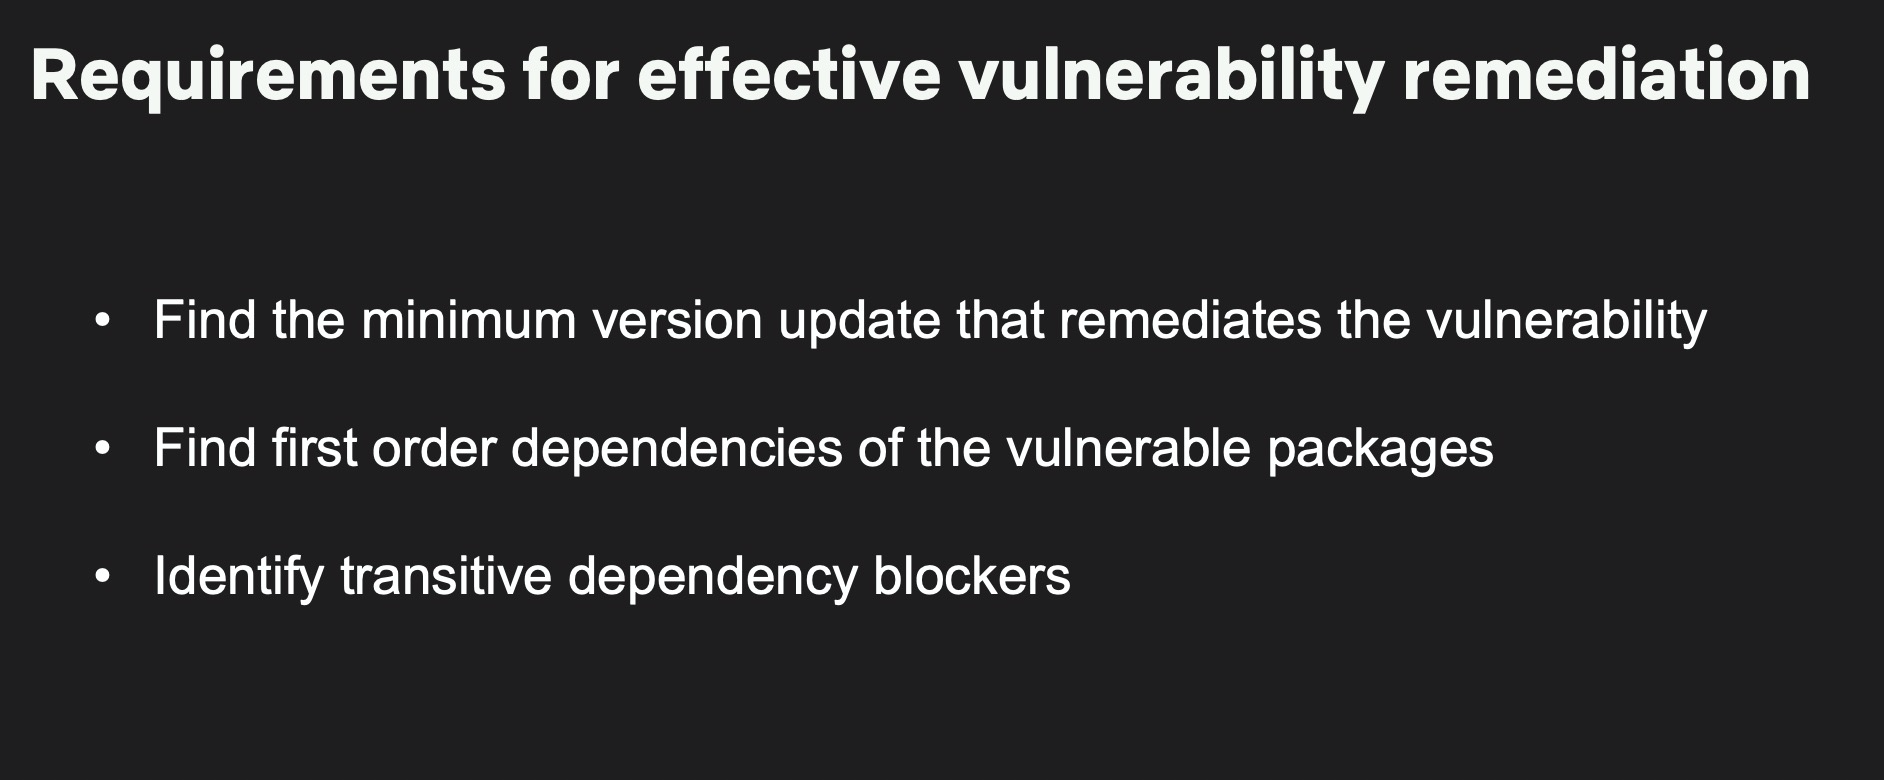 Requirements for effective vulnerability remediation
• Find the minimum version update that remediates the vulnerability
• Find first order dependencies of the vulnerable packages
• Identify transitive dependency blockers